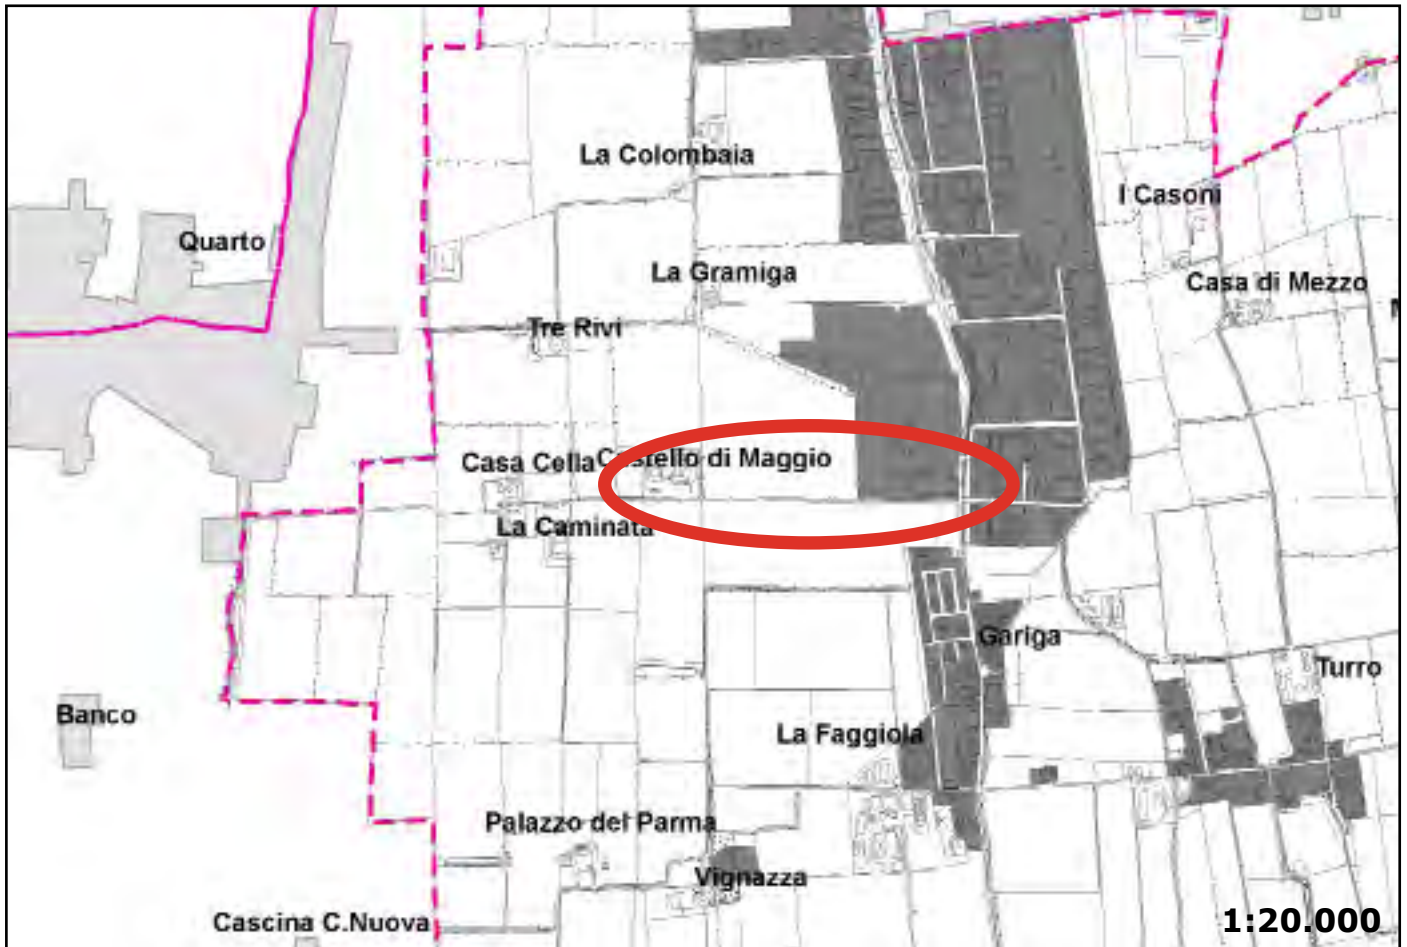 La Colombaia
I Casoni
Quarto
La Gramiga
Casa di Mezzo
Tre Rivi
Casa Cella
Castello di Maggio
La Caminata
Gariga
Turro
Banco
La Faggiola
Palazzo del Parma
Vignazza
Cascina C.Nuova
1:20.000